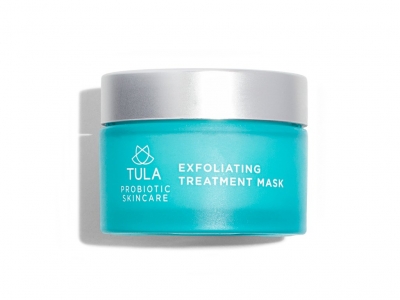 TULA
PROBIOTIC
SKINCARE
EXFOLIATING
TREATMENT MASK